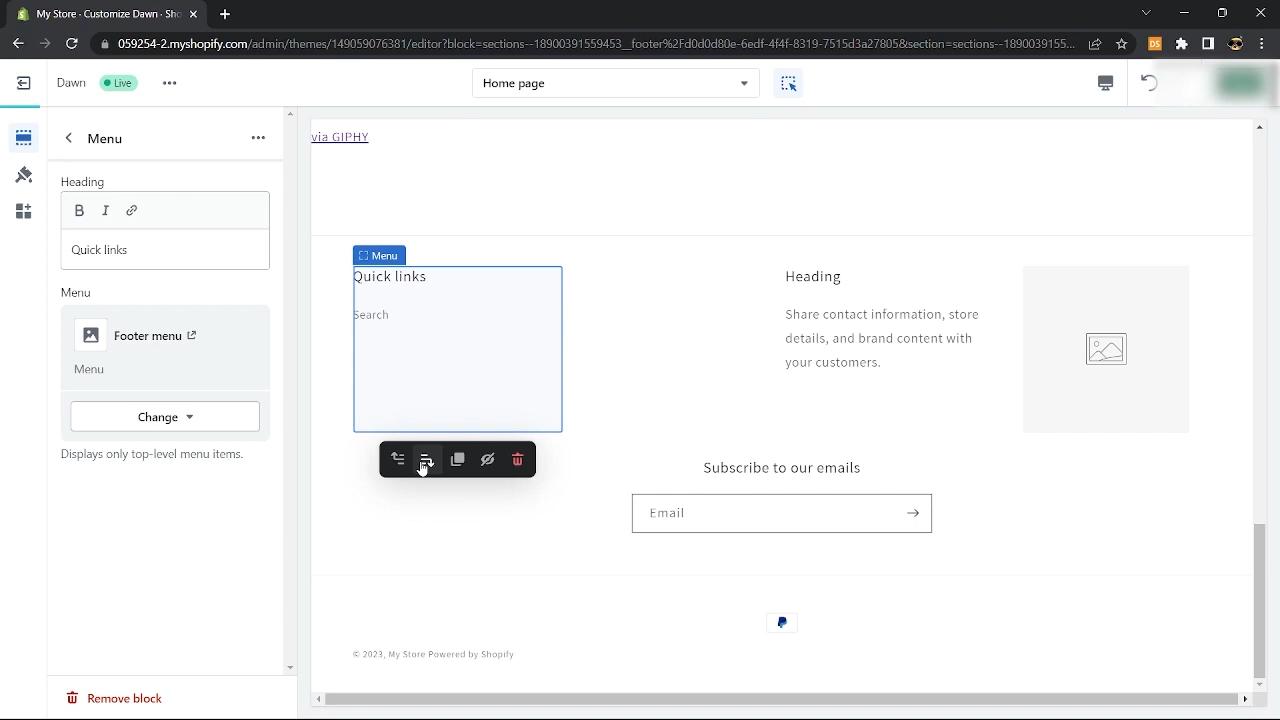 My Store - Customize Dawn · Sho
059254-2.myshopify.com/admin/themes/149059076381/editor?block=sections--18900391559453__footer%2Fd0d0d80e-6edf-4f4f-8319-7515d3a27805&section=sections--1890039155...
DS
Dawn
Live
Home page
Menu
Heading
B I
Quick links
Menu
Footer menu
Menu
Change
Displays only top-level menu items.
Remove block
via GIPHY
Menu
Quick links
Search
Heading
Share contact information, store
details, and brand content with
your customers.
Subscribe to our emails
Email
© 2023, My Store Powered by Shopify